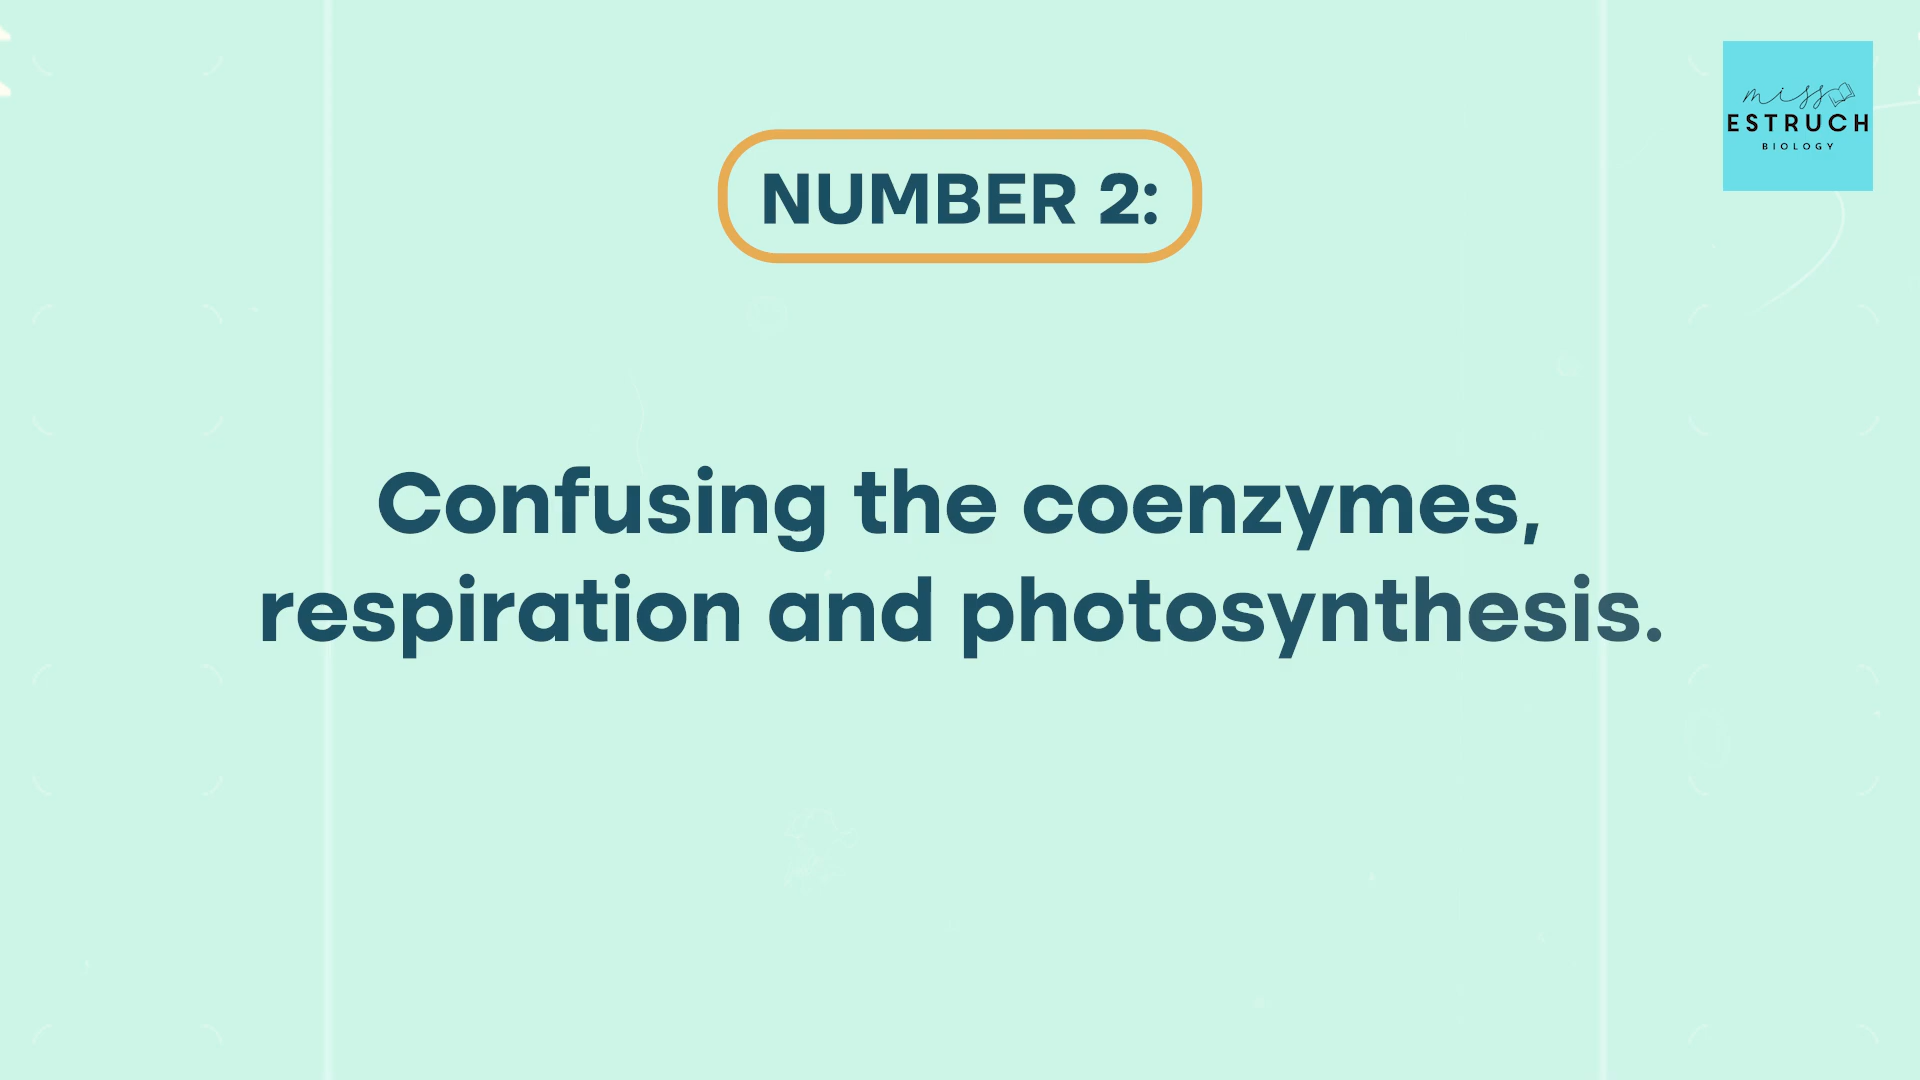 miss
ESTRUCH
BIOLOGY
NUMBER 2:
Confusing the coenzymes,
respiration and photosynthesis.